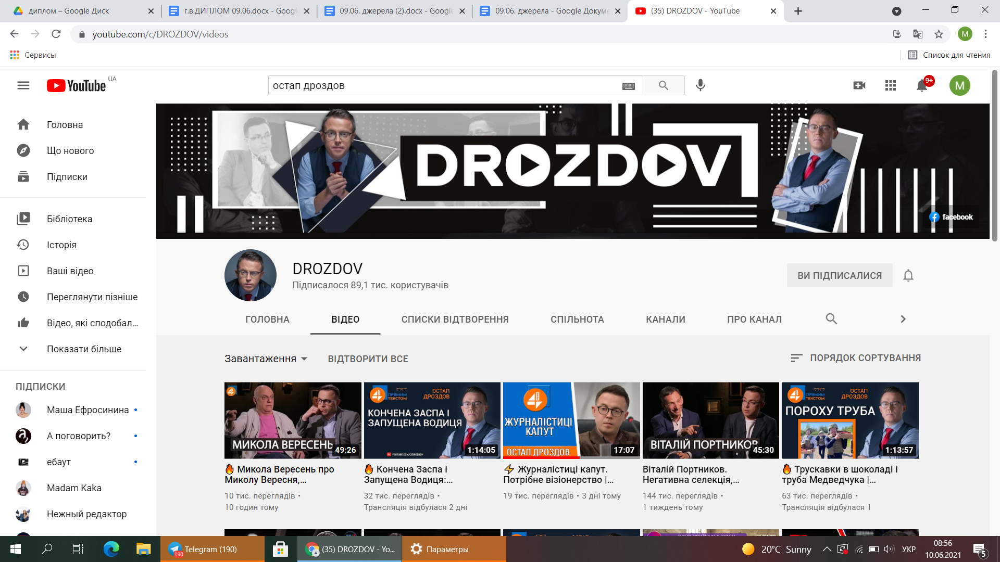 диплом – Google Диск
г.в.ДИПЛОМ 09.06.docx - Google
09.06. джерела (2).docx - Google
09.06. джерела - Google Докуме
(35) DROZDOV - YouTube
youtube.com/c/DROZDOV/videos
M
Сервисы
Список для чтения
YouTube UA
остап дроздов
9+
M
Головна
Що нового
Підписки
Бібліотека
Історія
Ваші відео
Переглянути пізніше
Відео, які сподобал...
Показати більше
ПІДПИСКИ
Маша Ефросинина
А поговорить?
ебаут
Madam Kaka
Нежный редактор
DROZDOV
facebook
DROZDOV
Підписалося 89,1 тис. користувачів
ВИ ПІДПИСАЛИСЯ
ГОЛОВНА
ВІДЕО
СПИСКИ ВІДТВОРЕННЯ
СПІЛЬНОТА
КАНАЛИ
ПРО КАНАЛ
Завантаження
ВІДТВОРИТИ ВСЕ
ПОРЯДОК СОРТУВАННЯ
4
МИКОЛА ВЕРЕСЕНЬ
49:26
🔥 Микола Вересень про
Миколу Вересня,...
10 тис. переглядів •
10 годин тому
4 ПРЯМИМ
ТЕКСТОМ
ОСТАП
ДРОЗДОВ
КОНЧЕНА ЗАСПА І
ЗАПУЩЕНА ВОДИЦЯ
YOUTUBE.COM/C/DROZDOV
1:14:05
🔥 Кончена Заспа і
Запущена Водиця:...
32 тис. переглядів •
Трансляція відбулася 2 дні
4
ЖУРНАЛІСТИЦІ
КАПУТ
ОСТАП ДРОЗДОВ
17:07
⚡ Журналістиці капут.
Потрібне візіонерство |...
19 тис. переглядів • 3 дні тому
ВІТАЛІЙ ПОРТНИКОВ
45:30
Віталій Портников.
Негативна селекція,...
144 тис. переглядів •
1 тиждень тому
4 ПРЯМИМ
ТЕКСТОМ
ОСТАП
ДРОЗДОВ
ПОРОХУ ТРУБА
1:13:57
🔥 Трускавки в шоколаді і
труба Медведчука |...
63 тис. переглядів •
Трансляція відбулася 1
190
Telegram (190)
(35) DROZDOV - Yo...
Параметры
20°C Sunny
УКР
08:56
10.06.2021
5